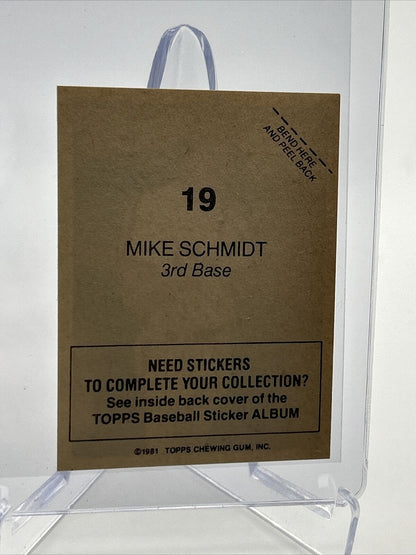 BEND HERE
AND PEEL BACK
19
MIKE SCHMIDT
3rd Base
NEED STICKERS
TO COMPLETE YOUR COLLECTION?
See inside back cover of the
TOPPS Baseball Sticker ALBUM
©1981 TOPPS CHEWING GUM, INC.